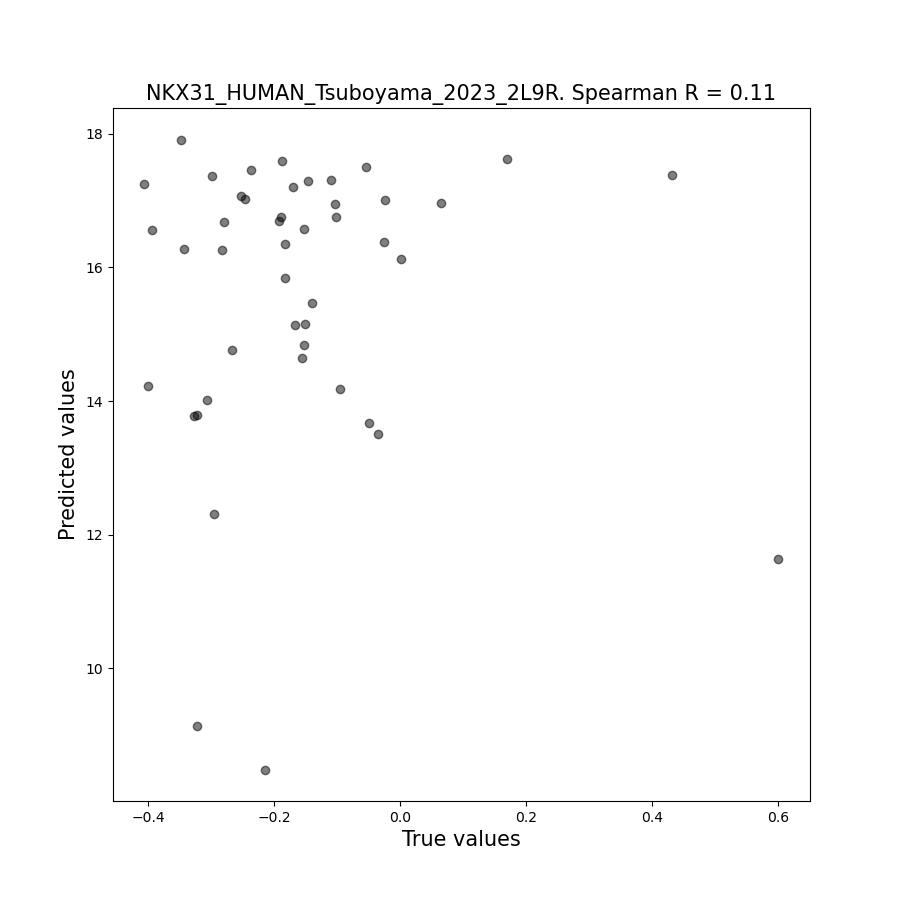 NKX31_HUMAN_Tsuboyama_2023_2L9R. Spearman R = 0.11
18
16
14
12
10
Predicted values
−0.4 −0.2 0.0 0.2 0.4 0.6
True values